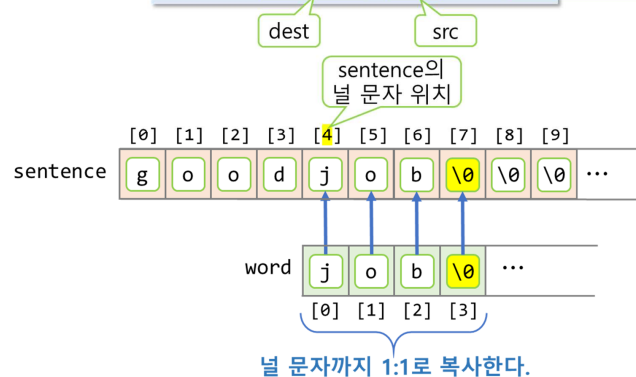 dest src
sentence의
널 문자 위치
[0] [1] [2] [3] [4] [5] [6] [7] [8] [9]
sentence g o o d j o b \0 \0 \0 ...
word j o b \0 ...
[0] [1] [2] [3]
널 문자까지 1:1로 복사한다.